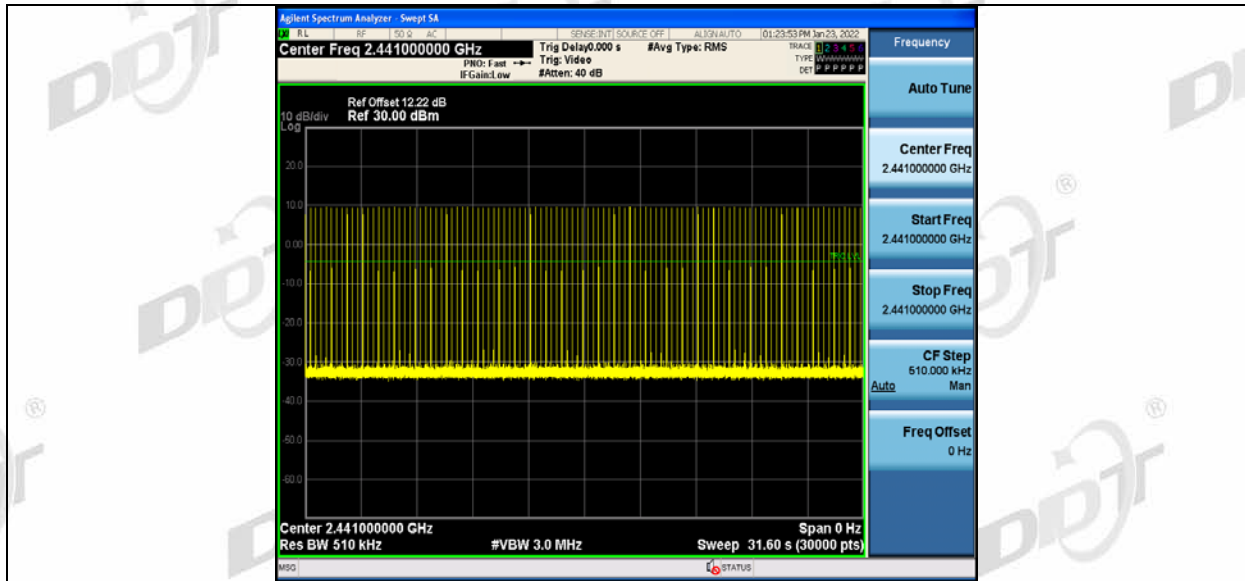 Agilent Spectrum Analyzer - Swept SA
RL RF 50 Ω AC SENSE:INT SOURCE OFF ALIGN AUTO 01:23:53 PM Jan 23, 2022
Center Freq 2.441000000 GHz
PNO: Fast
IFGain:Low
Trig Delay0.000 s
Trig: Video
#Atten: 40 dB
#Avg Type: RMS
TRACE 1 2 3 4 5 6
TYPE WWWWWW
DET P P P P P P
Frequency
Auto Tune
Center Freq
2.441000000 GHz
Start Freq
2.441000000 GHz
Stop Freq
2.441000000 GHz
CF Step
510.000 kHz
Auto Man
Freq Offset
0 Hz
Ref Offset 12.22 dB
10 dB/div Ref 30.00 dBm
Log
20.0
10.0
0.00
TRIG LVL
-10.0
-20.0
-30.0
-40.0
-50.0
-60.0
Center 2.441000000 GHz Span 0 Hz
Res BW 510 kHz #VBW 3.0 MHz Sweep 31.60 s (30000 pts)
MSG STATUS
DDT
®